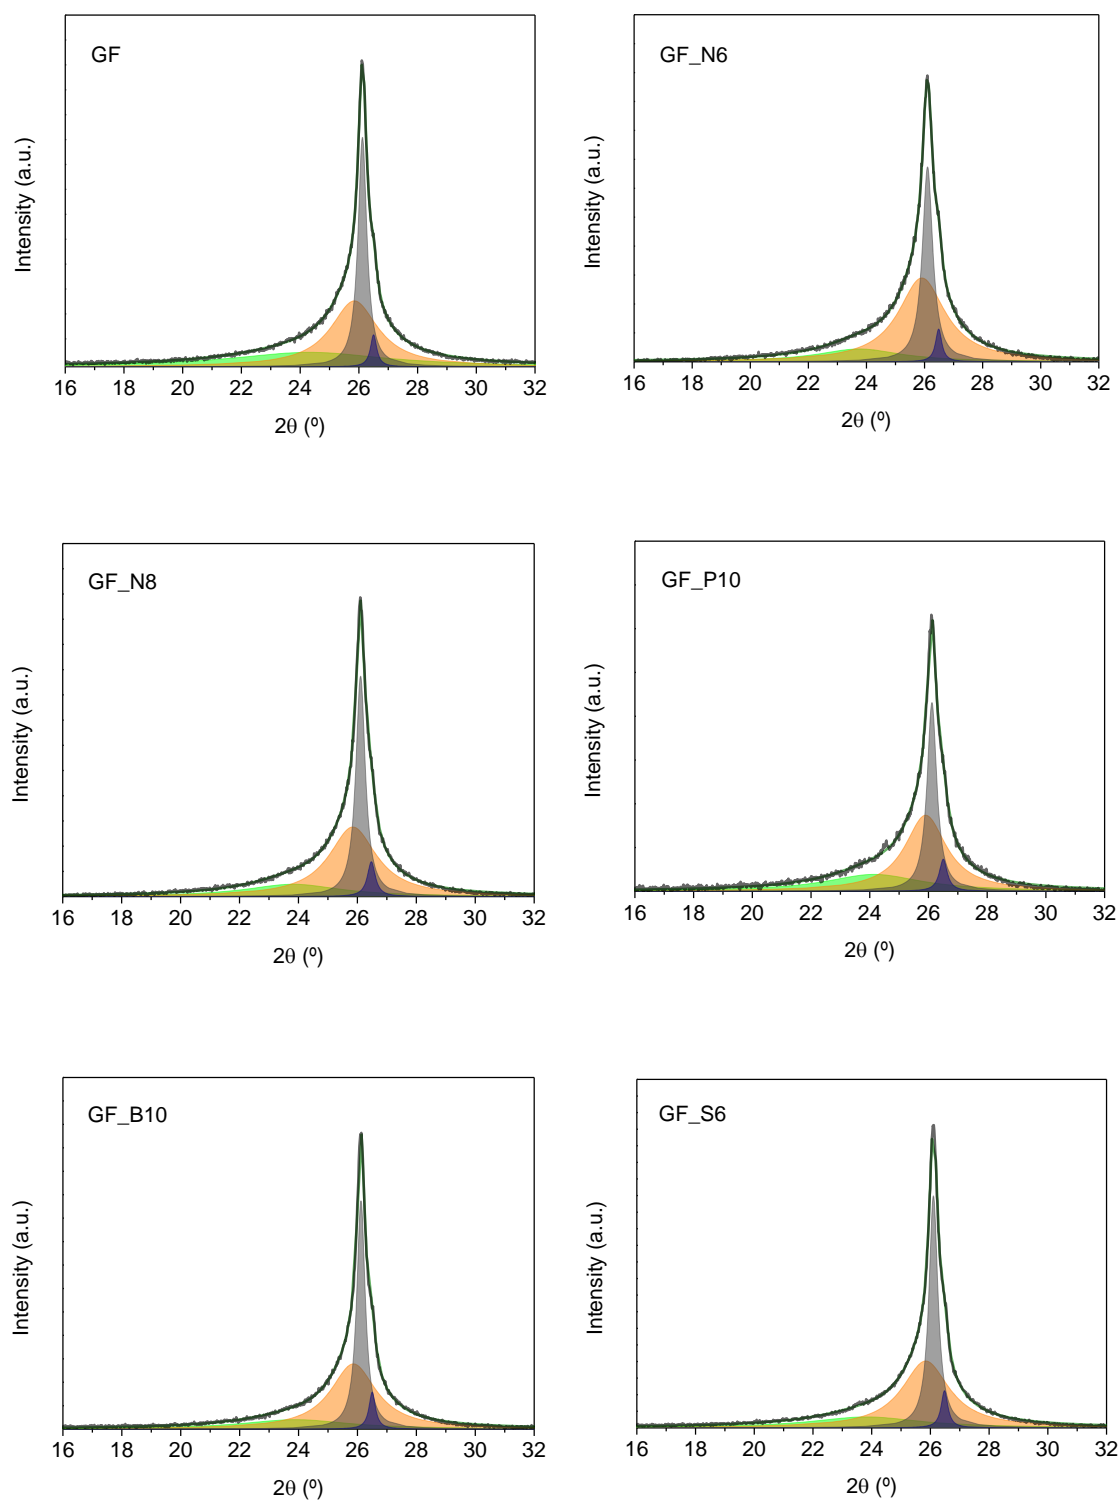 GF
Intensity (a.u.)
16 18 20 22 24 26 28 30 32
2θ (º)
GF_N6
Intensity (a.u.)
16 18 20 22 24 26 28 30 32
2θ (º)
GF_N8
Intensity (a.u.)
16 18 20 22 24 26 28 30 32
2θ (º)
GF_P10
Intensity (a.u.)
16 18 20 22 24 26 28 30 32
2θ (º)
GF_B10
Intensity (a.u.)
16 18 20 22 24 26 28 30 32
2θ (º)
GF_S6
Intensity (a.u.)
16 18 20 22 24 26 28 30 32
2θ (º)